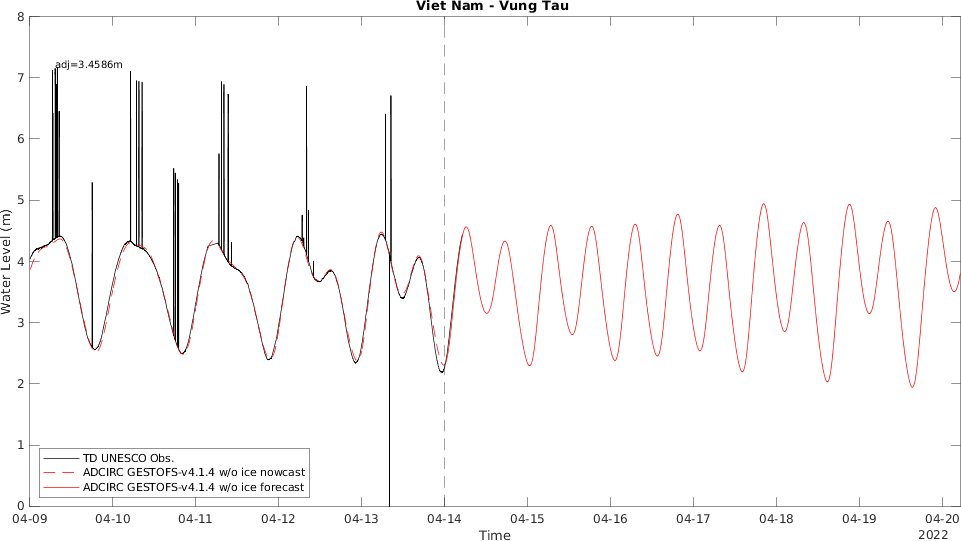 Viet Nam - Vung Tau
8
7
6
5
4
3
2
1
0
Water Level (m)
adj=3.4586m
TD UNESCO Obs.
ADCIRC GESTOFS-v4.1.4 w/o ice nowcast
ADCIRC GESTOFS-v4.1.4 w/o ice forecast
04-09 04-10 04-11 04-12 04-13 04-14 04-15 04-16 04-17 04-18 04-19 04-20
Time
2022